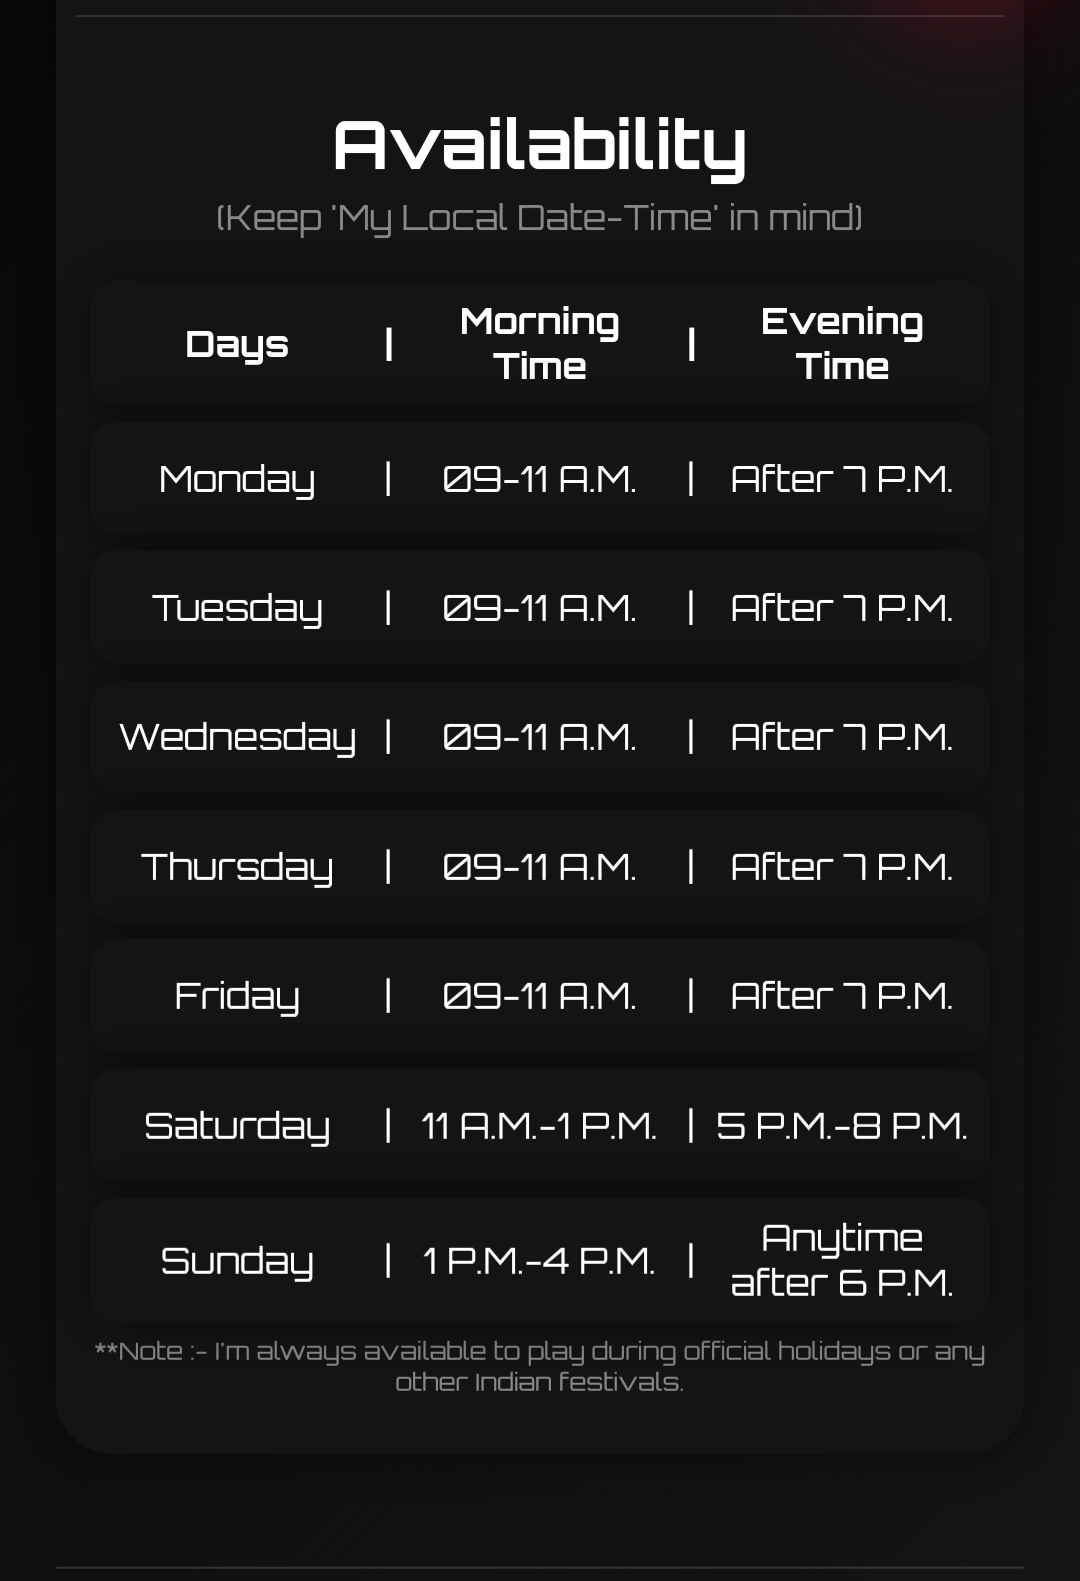 Availability
(Keep 'My Local Date-Time' in mind)
Days | Morning Time | Evening Time
Monday | 09-11 A.M. | After 7 P.M.
Tuesday | 09-11 A.M. | After 7 P.M.
Wednesday | 09-11 A.M. | After 7 P.M.
Thursday | 09-11 A.M. | After 7 P.M.
Friday | 09-11 A.M. | After 7 P.M.
Saturday | 11 A.M.-1 P.M. | 5 P.M.-8 P.M.
Sunday | 1 P.M.-4 P.M. | Anytime after 6 P.M.
**Note :- I'm always available to play during official holidays or any
other Indian festivals.